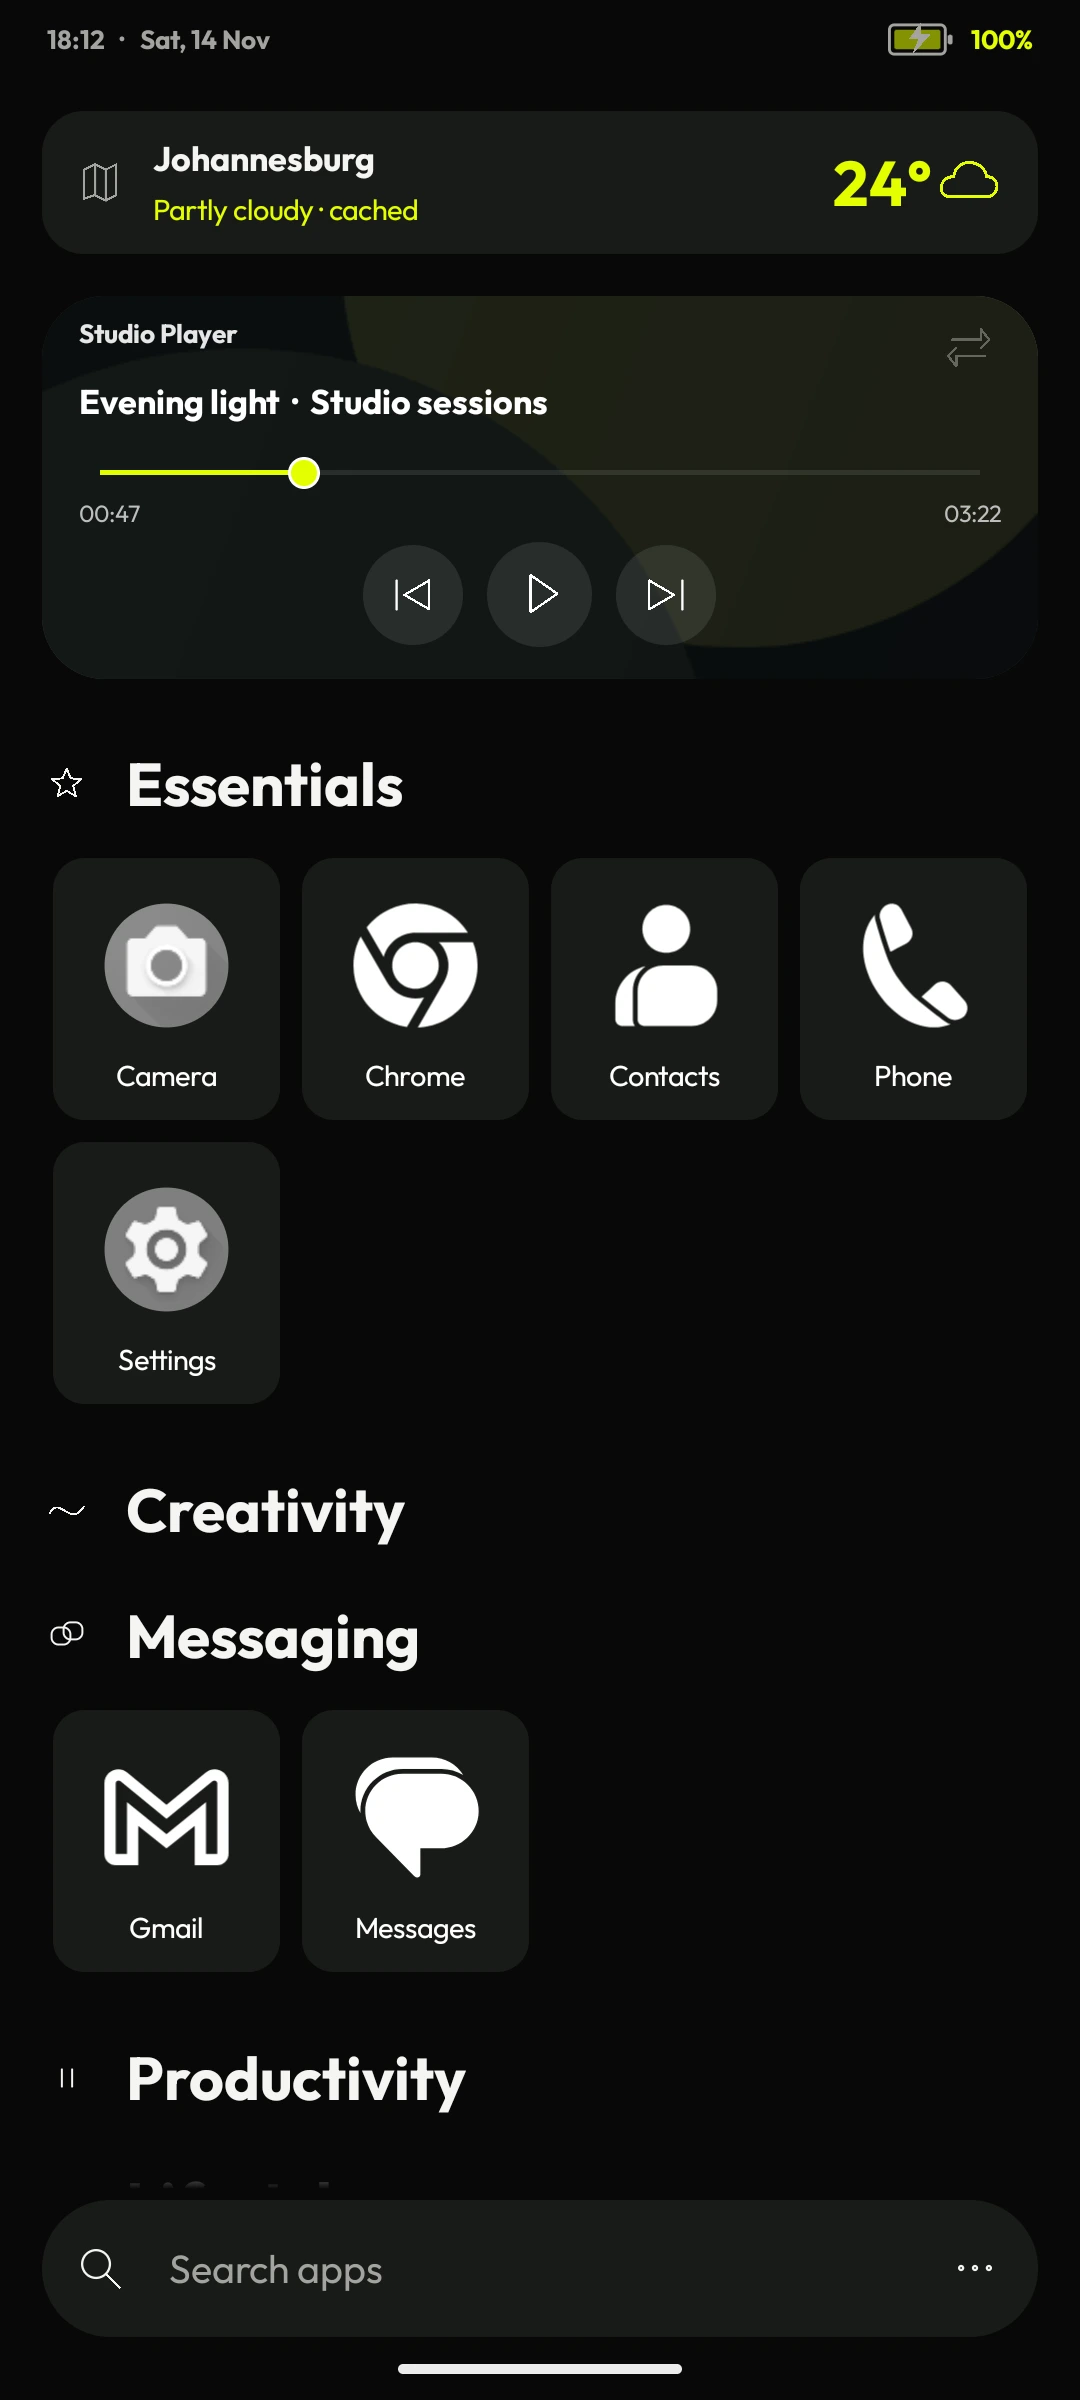 18:12 · Sat, 14 Nov 100%
Johannesburg
Partly cloudy · cached
24°
Studio Player
Evening light · Studio sessions
00:47 03:22
Essentials
Camera Chrome Contacts Phone
Settings
Creativity
Messaging
Gmail Messages
Productivity
Search apps